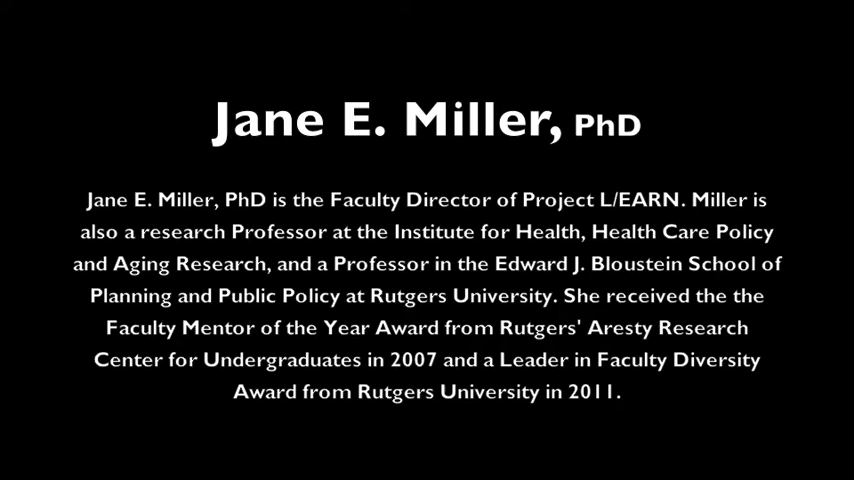 Jane E. Miller, PhD
Jane E. Miller, PhD is the Faculty Director of Project L/EARN. Miller is
also a research Professor at the Institute for Health, Health Care Policy
and Aging Research, and a Professor in the Edward J. Bloustein School of
Planning and Public Policy at Rutgers University. She received the the
Faculty Mentor of the Year Award from Rutgers' Aresty Research
Center for Undergraduates in 2007 and a Leader in Faculty Diversity
Award from Rutgers University in 2011.